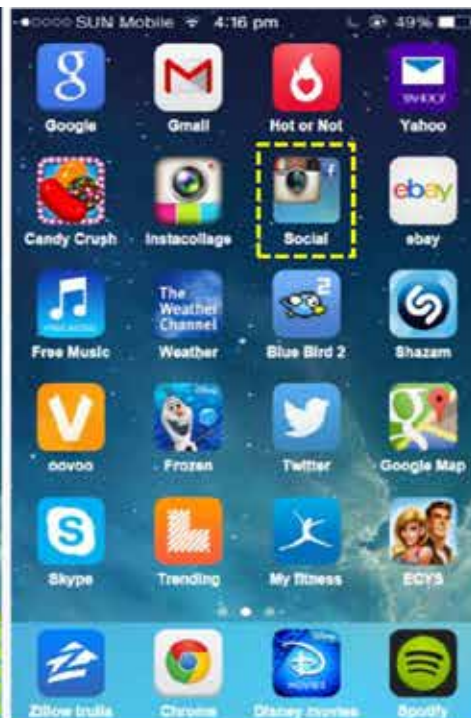 SUN Mobile 4:16 pm 49%
Google Gmail Hot or Not Yahoo
Candy Crush Instacollage Social ebay
The
Weather
Channel
2
Free Music Weather Blue Bird 2 Shazam
oovoo Frozen Twitter Google Map
Skype Trending My fitness ECYS
Zillow trulia Chrome Disney movies Spotify